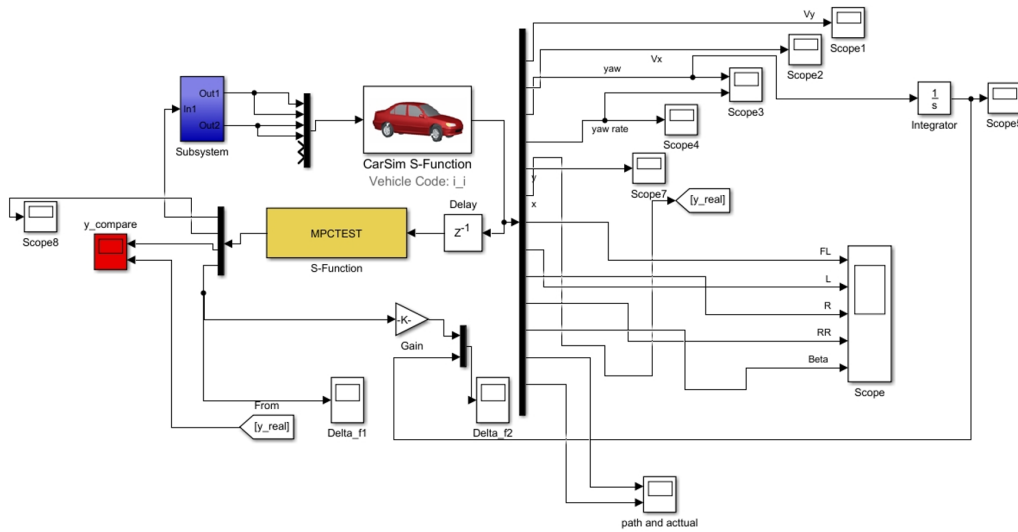 Vy
Scope1
Scope2
Vx
yaw
Scope3
1
s
Integrator
Scope5
Out1
In1
Out2
Subsystem
CarSim S-Function
Vehicle Code: i_i
yaw rate
Scope4
y
Scope7
x
[y_real]
Scope8
y_compare
MPCTEST
S-Function
Delay
Z-1
FL
L
R
RR
Beta
Scope
-K-
Gain
From
[y_real]
Delta_f1
Delta_f2
path and acttual